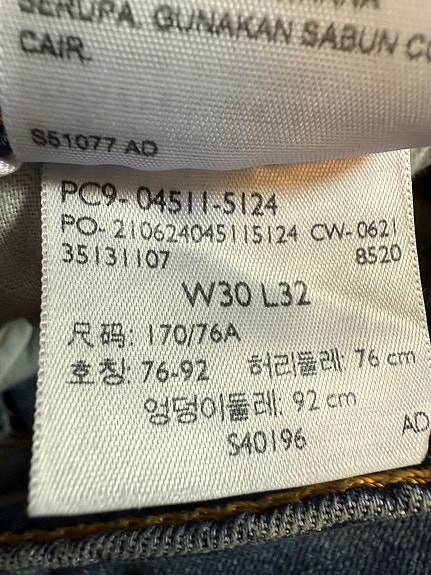 SERUPA. GUNAKAN SABUN
CAIR.
S51077 AD
PC9- 04511-5124
PO- 210624045115124 CW- 0621
35131107 8520
W30 L32
尺码: 170/76A
호칭: 76-92 허리둘레: 76 cm
엉덩이둘레: 92 cm
S40196 AD